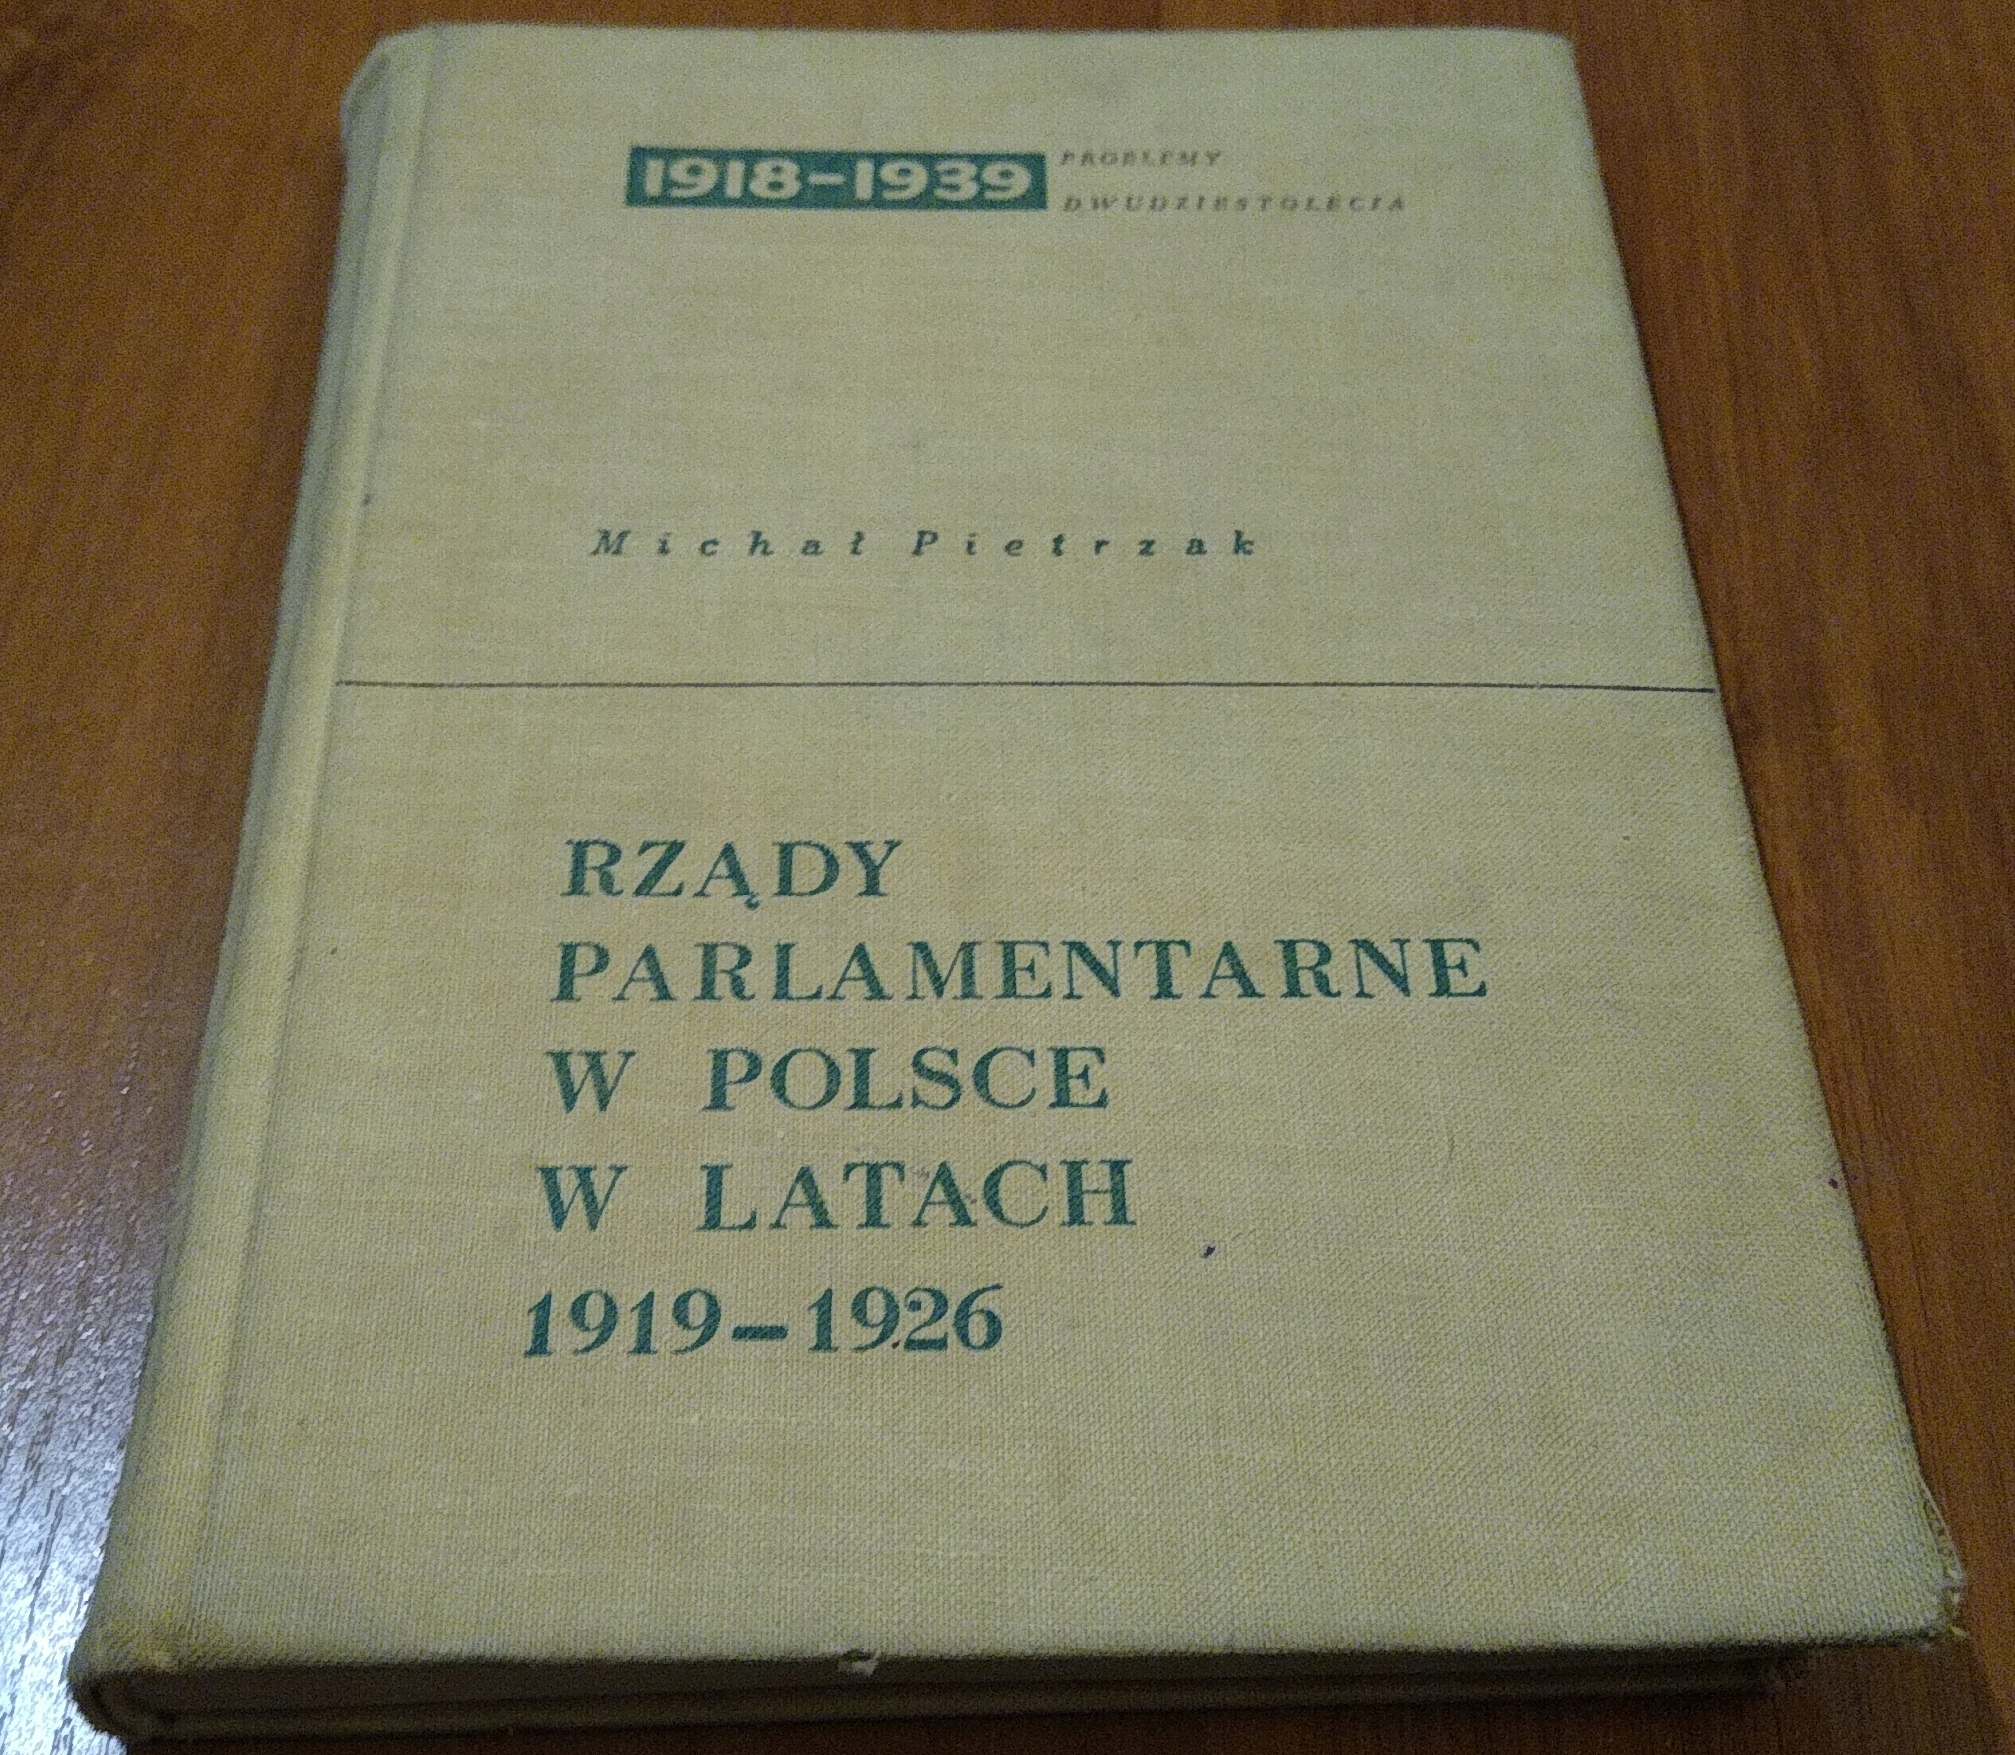 1918-1939 PROBLEMY
DWUDZIESTOLECIA
Michał Pietrzak
RZĄDY
PARLAMENTARNE
W POLSCE
W LATACH
1919-1926